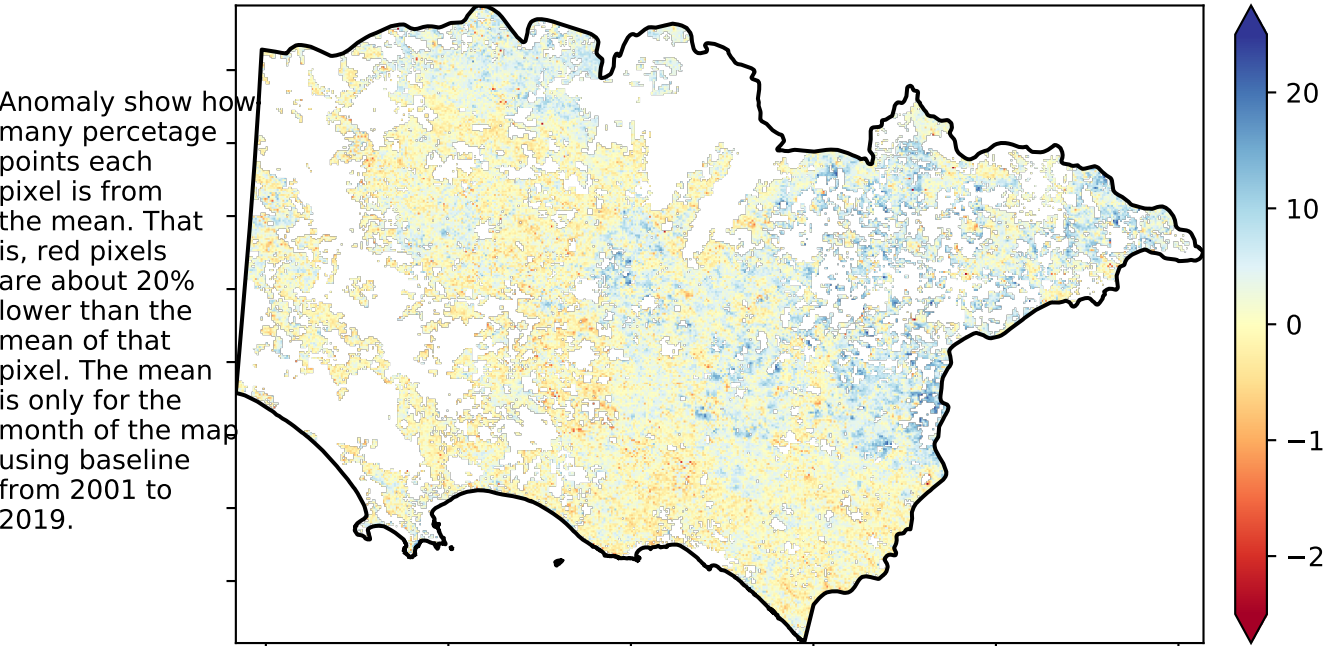 Anomaly show how
many percetage
points each
pixel is from
the mean. That
is, red pixels
are about 20%
lower than the
mean of that
pixel. The mean
is only for the
month of the map
using baseline
from 2001 to
2019.
20
10
0
−1
−2